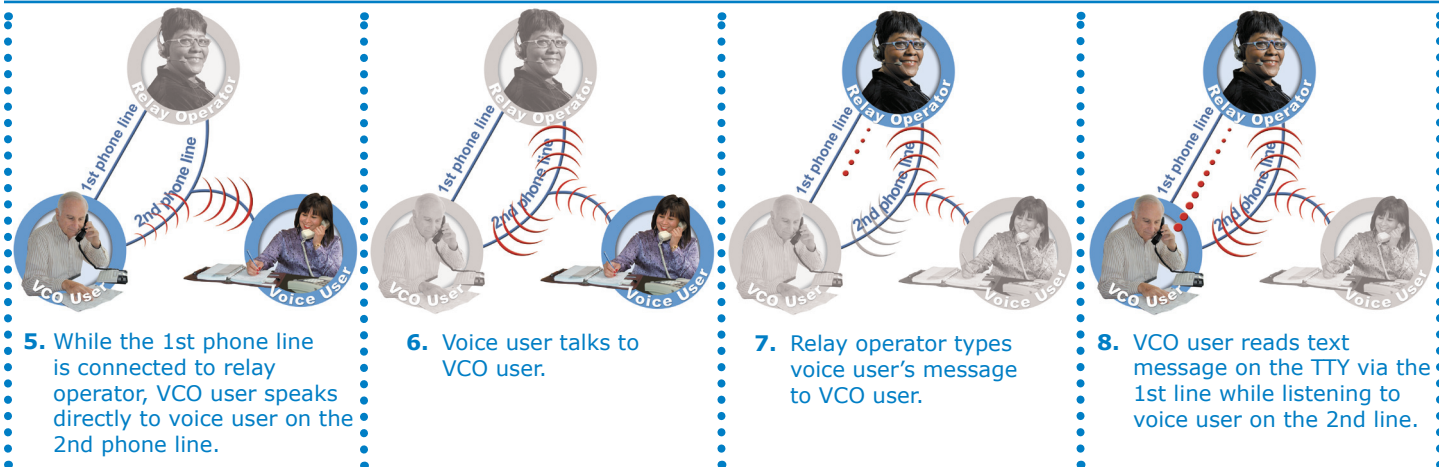 Relay Operator
1st phone line
2nd phone line
VCO User
Voice User
5. While the 1st phone line
is connected to relay
operator, VCO user speaks
directly to voice user on the
2nd phone line.
Relay Operator
1st phone line
2nd phone line
VCO User
Voice User
6. Voice user talks to
VCO user.
Relay Operator
1st phone line
2nd phone line
VCO User
Voice User
7. Relay operator types
voice user's message
to VCO user.
Relay Operator
1st phone line
2nd phone line
VCO User
Voice User
8. VCO user reads text
message on the TTY via the
1st line while listening to
voice user on the 2nd line.